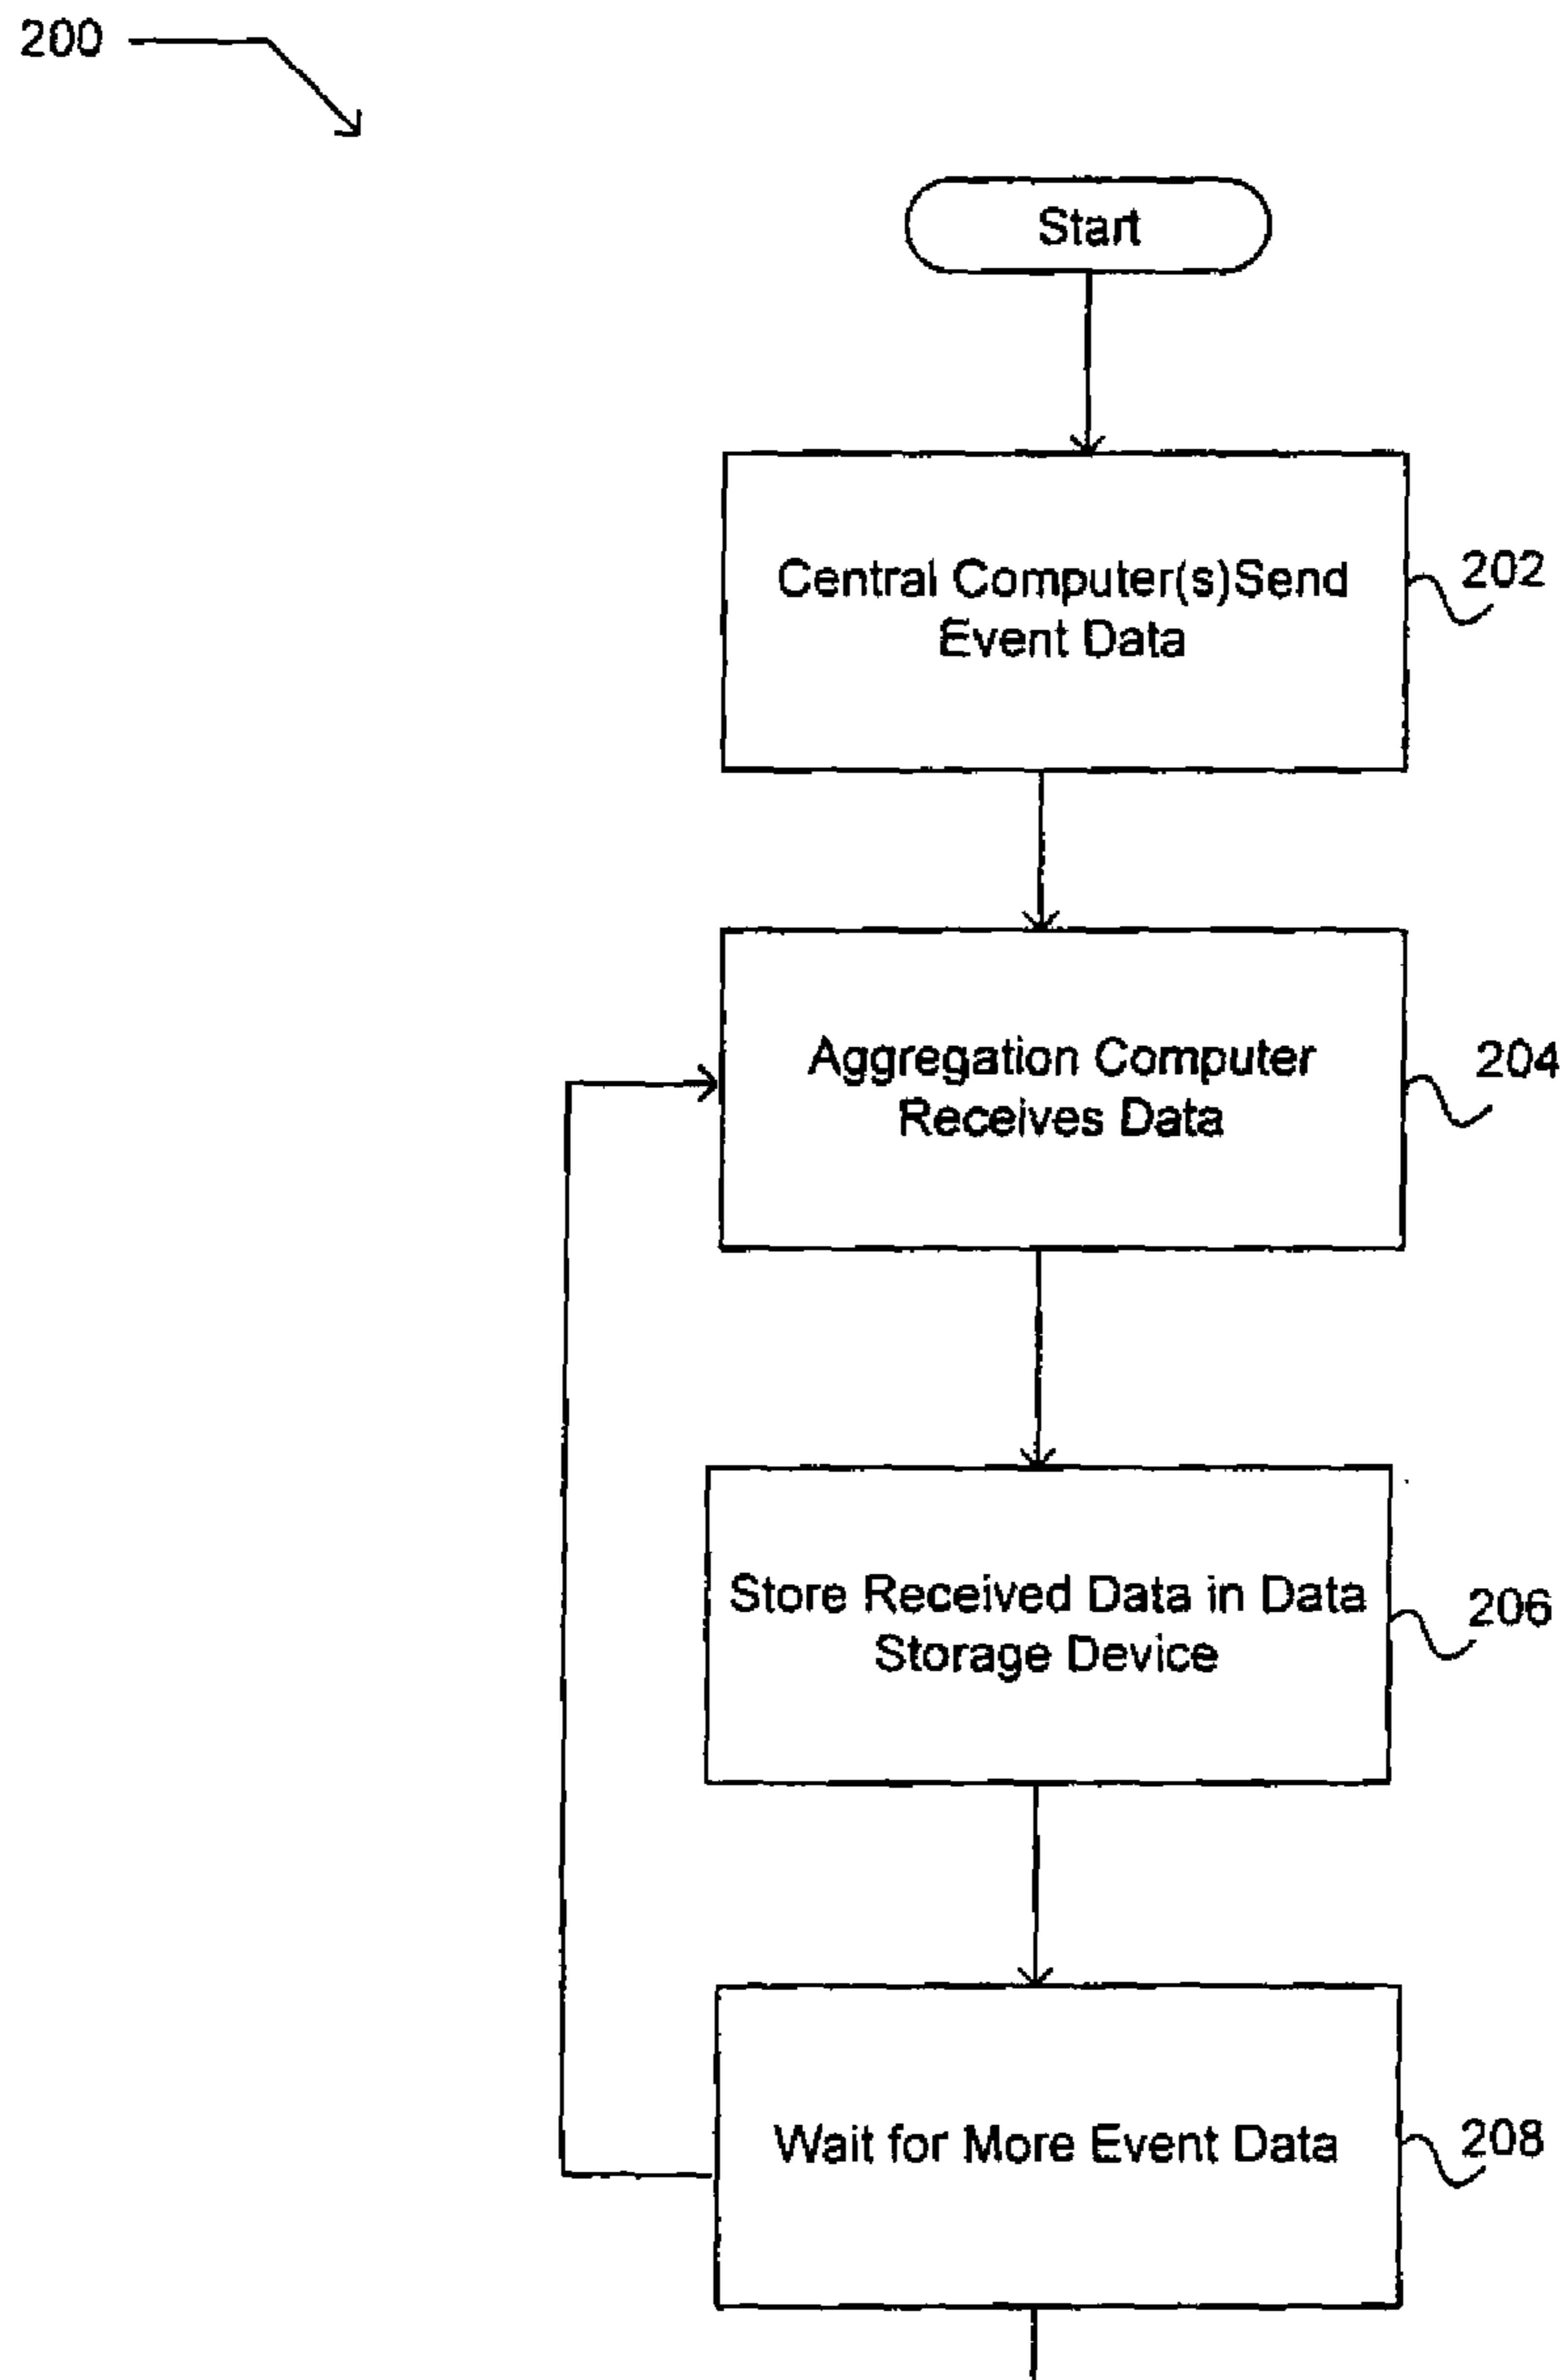 200
Start
Central Computer(s)Send
Event Data
202
Aggregation Computer
Receives Data
204
Store Received Data in Data
Storage Device
206
Wait for More Event Data
208